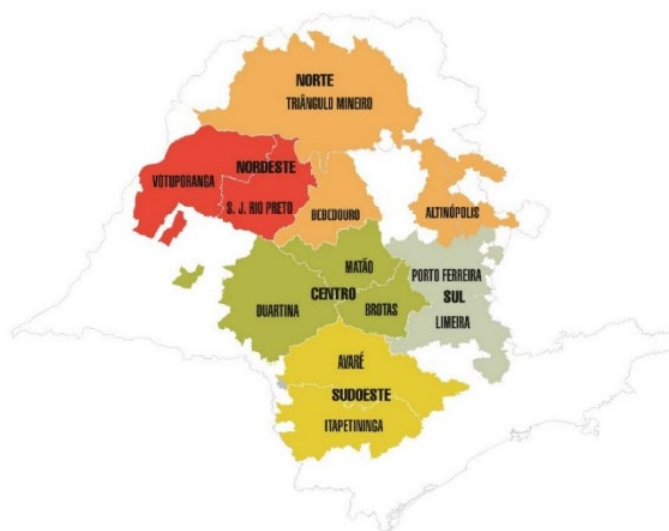 NORTE
TRIÂNGULO MINEIRO
NORDESTE
VOTUPORANGA
S. J. RIO PRETO
BEBEDOURO
ALTINÓPOLIS
MATÃO
PORTO FERREIRA
CENTRO
SUL
DUARTINA
BROTAS
LIMEIRA
AVARÉ
SUDOESTE
ITAPETININGA